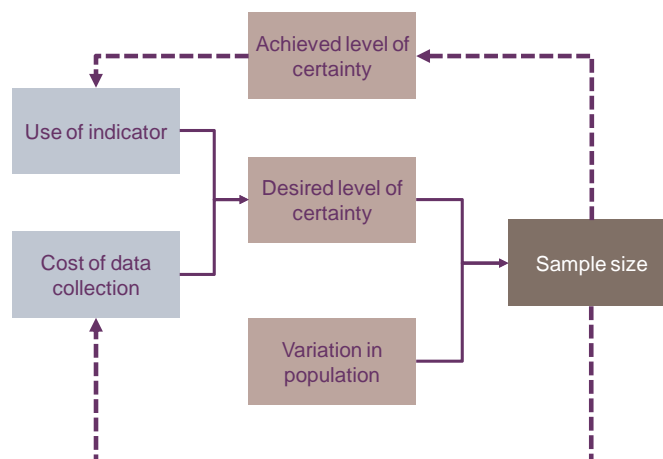 Achieved level of
certainty
Use of indicator
Desired level of
certainty
Cost of data
collection
Sample size
Variation in
population